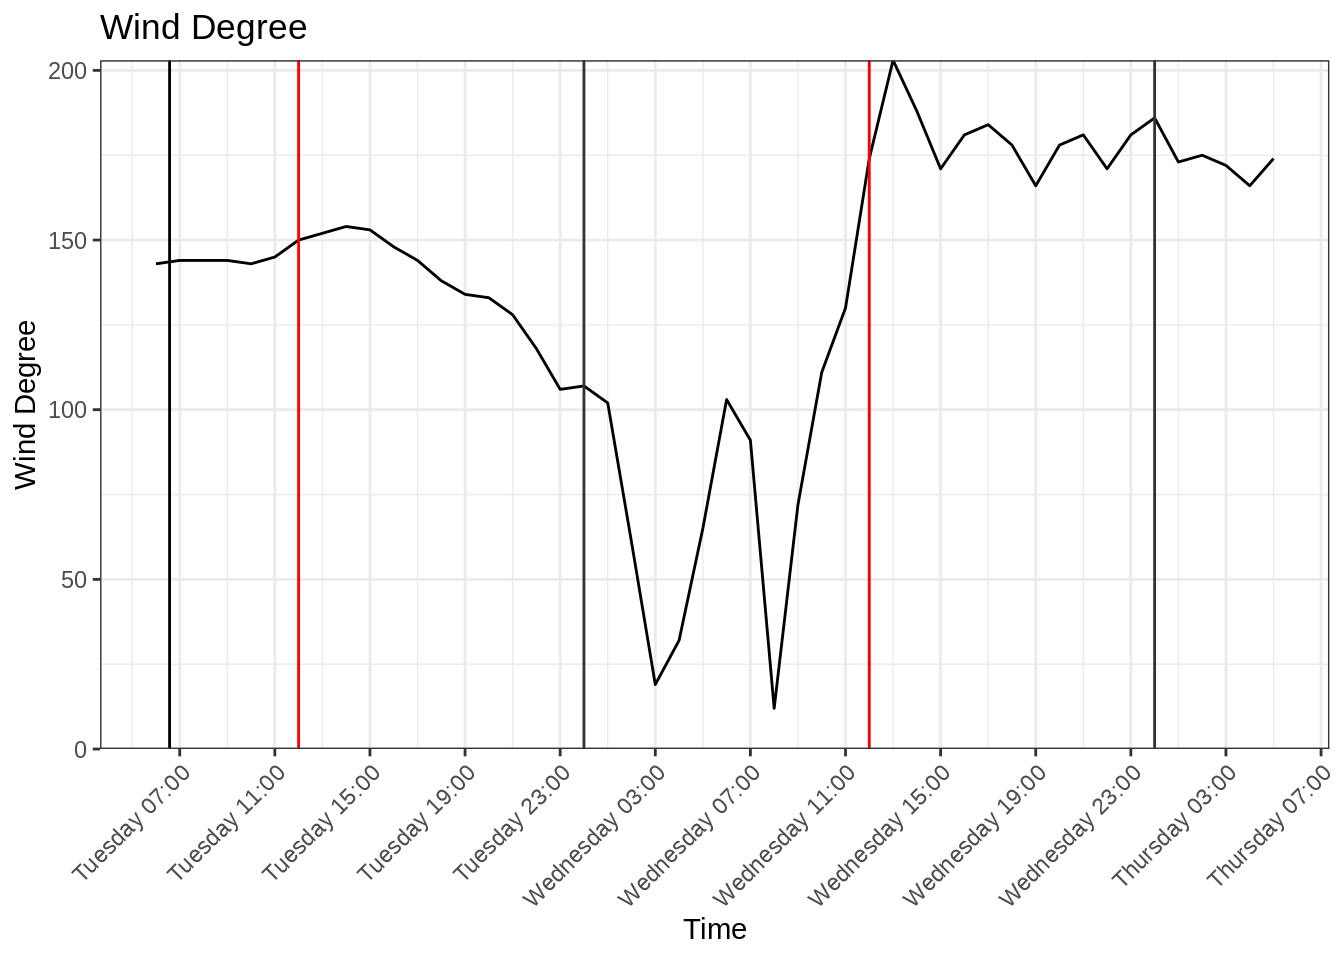 Wind Degree
Wind Degree
200
150
100
50
0
Tuesday 07:00
Tuesday 11:00
Tuesday 15:00
Tuesday 19:00
Tuesday 23:00
Wednesday 03:00
Wednesday 07:00
Wednesday 11:00
Wednesday 15:00
Wednesday 19:00
Wednesday 23:00
Thursday 03:00
Thursday 07:00
Time